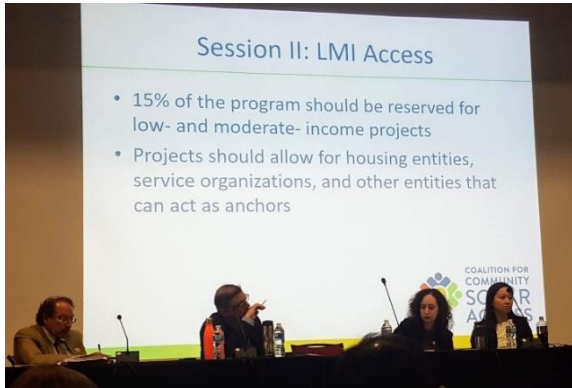 Session II: LMI Access
• 15% of the program should be reserved for
low- and moderate- income projects
• Projects should allow for housing entities,
service organizations, and other entities that
can act as anchors
COALITION FOR
COMMUNITY
SOLAR
ACCESS